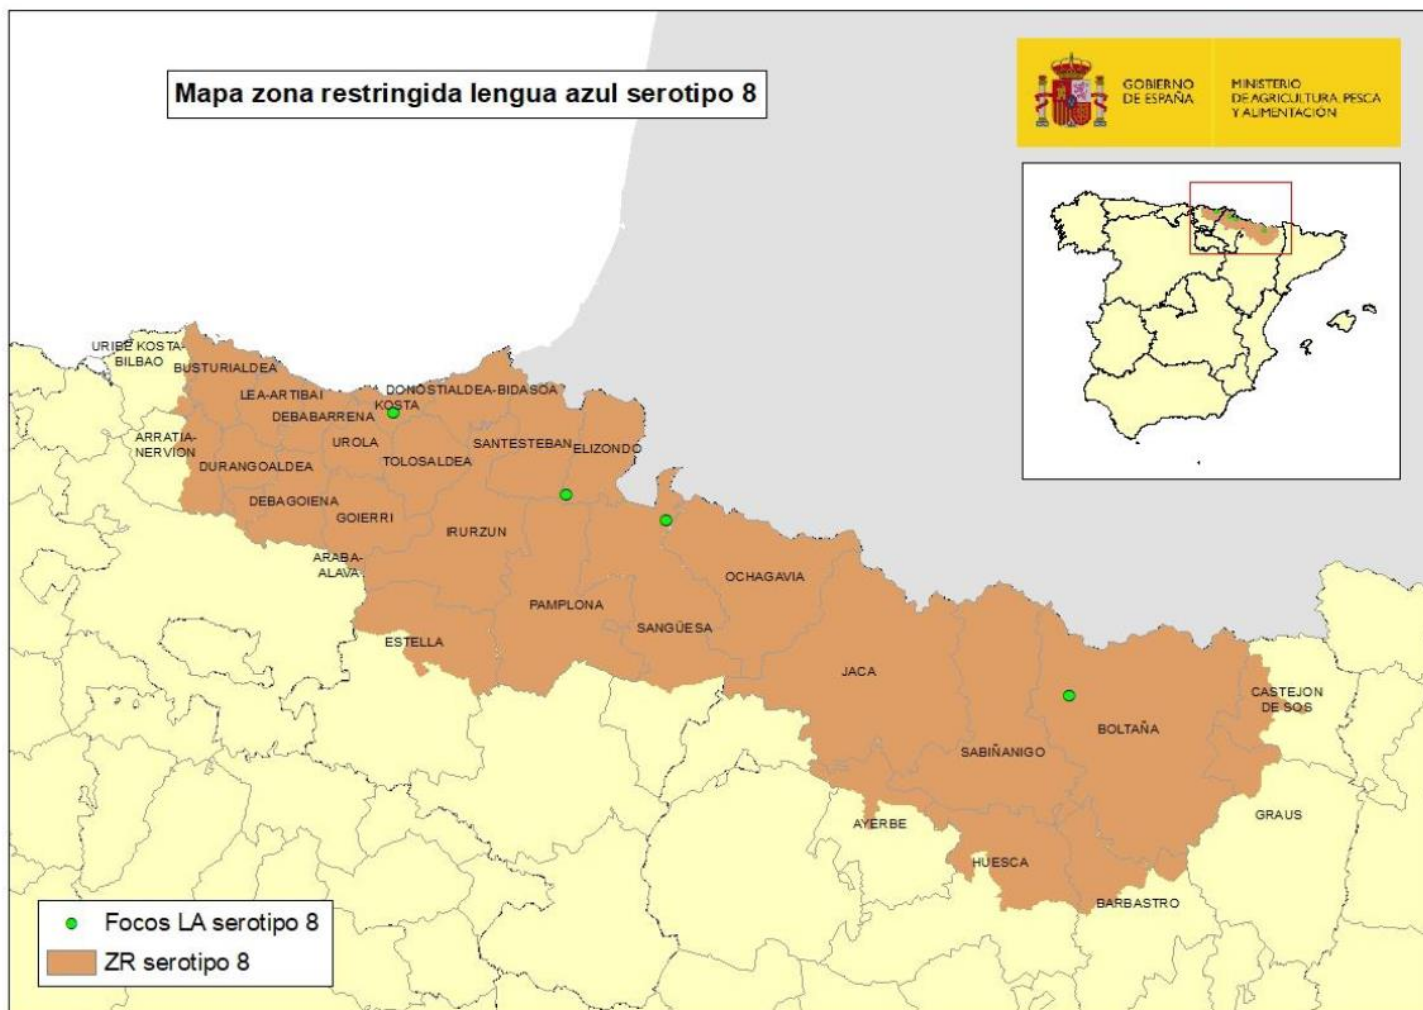 Mapa zona restringida lengua azul serotipo 8
GOBIERNO
DE ESPAÑA
MINISTERIO
DE AGRICULTURA, PESCA
Y ALIMENTACIÓN
URIBE KOSTA-
BILBAO
BUSTURIALDEA
LEA-ARTIBAI
DONOSTIALDEA-BIDASOA
KOSTA
DEBABARRENA
ARRATIA-
NERVION
UROLA
SANTESTEBAN
ELIZONDO
DURANGOALDEA
TOLOSALDEA
DEBAGOIENA
GOIERRI
IRURZUN
ARABA-
ALAVA
OCHAGAVIA
PAMPLONA
SANGÜESA
ESTELLA
JACA
CASTEJON
DE SOS
BOLTAÑA
SABIÑANIGO
AYERBE
GRAUS
HUESCA
BARBASTRO
Focos LA serotipo 8
ZR serotipo 8